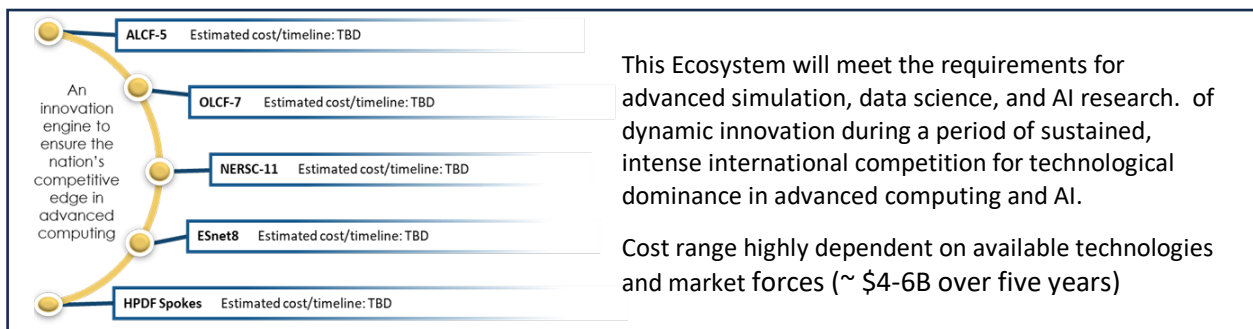 ALCF-5 Estimated cost/timeline: TBD
OLCF-7 Estimated cost/timeline: TBD
NERSC-11 Estimated cost/timeline: TBD
ESnet8 Estimated cost/timeline: TBD
HPDF Spokes Estimated cost/timeline: TBD
An
innovation
engine to
ensure the
nation's
competitive
edge in
advanced
computing
This Ecosystem will meet the requirements for
advanced simulation, data science, and AI research. of
dynamic innovation during a period of sustained,
intense international competition for technological
dominance in advanced computing and AI.
Cost range highly dependent on available technologies
and market forces (~ $4-6B over five years)